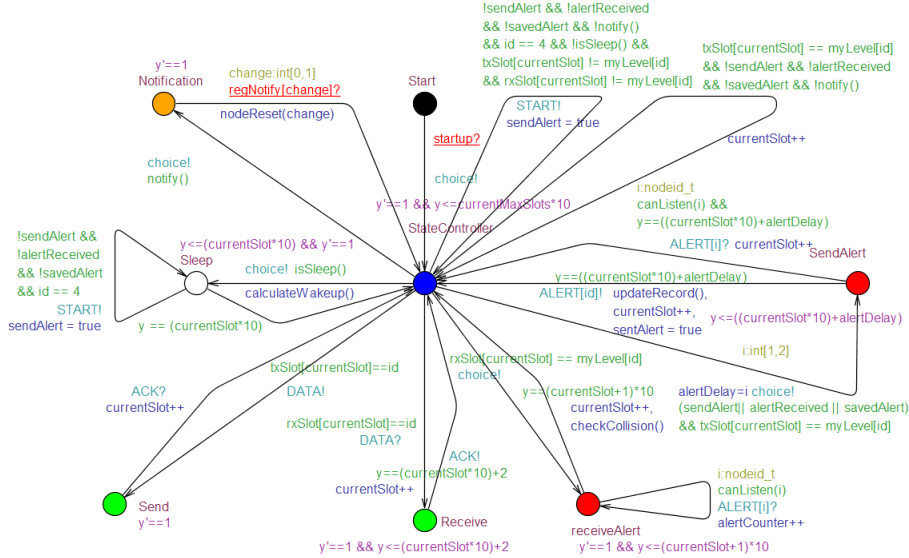 !sendAlert && !alertReceived
&& !savedAlert && !notify()
&& id == 4 && !isSleep() &&
txSlot[currentSlot] != myLevel[id]
&& rxSlot[currentSlot] != myLevel[id]
START!
sendAlert = true
txSlot[currentSlot] == myLevel[id]
&& !sendAlert && !alertReceived
&& !savedAlert && !notify()
currentSlot++
y'==1
Notification
change:int[0,1]
regNotify[change]?
nodeReset(change)
Start
startup?
choice!
y'==1 && y<=currentMaxSlots*10
StateController
choice!
notify()
i:nodeid_t
canListen(i) &&
y==((currentSlot*10)+alertDelay)
ALERT[i]? currentSlot++
SendAlert
!sendAlert &&
!alertReceived
&& !savedAlert
&& id == 4
START!
sendAlert = true
y<=(currentSlot*10) && y'==1
Sleep
choice! isSleep()
calculateWakeup()
y == (currentSlot*10)
y==((currentSlot*10)+alertDelay)
ALERT[id]! updateRecord(),
currentSlot++,
sentAlert = true
y<=((currentSlot*10)+alertDelay)
i:int[1,2]
alertDelay=i choice!
(sendAlert|| alertReceived || savedAlert)
&& txSlot[currentSlot] == myLevel[id]
txSlot[currentSlot]==id
DATA!
ACK?
currentSlot++
rxSlot[currentSlot] == myLevel[id]
choice!
y==(currentSlot+1)*10
currentSlot++,
checkCollision()
rxSlot[currentSlot]==id
DATA?
currentSlot++
ACK!
y==(currentSlot*10)+2
Send
y'==1
Receive
y'==1 && y<=(currentSlot*10)+2
i:nodeid_t
canListen(i)
ALERT[i]?
alertCounter++
receiveAlert
y'==1 && y<=(currentSlot+1)*10